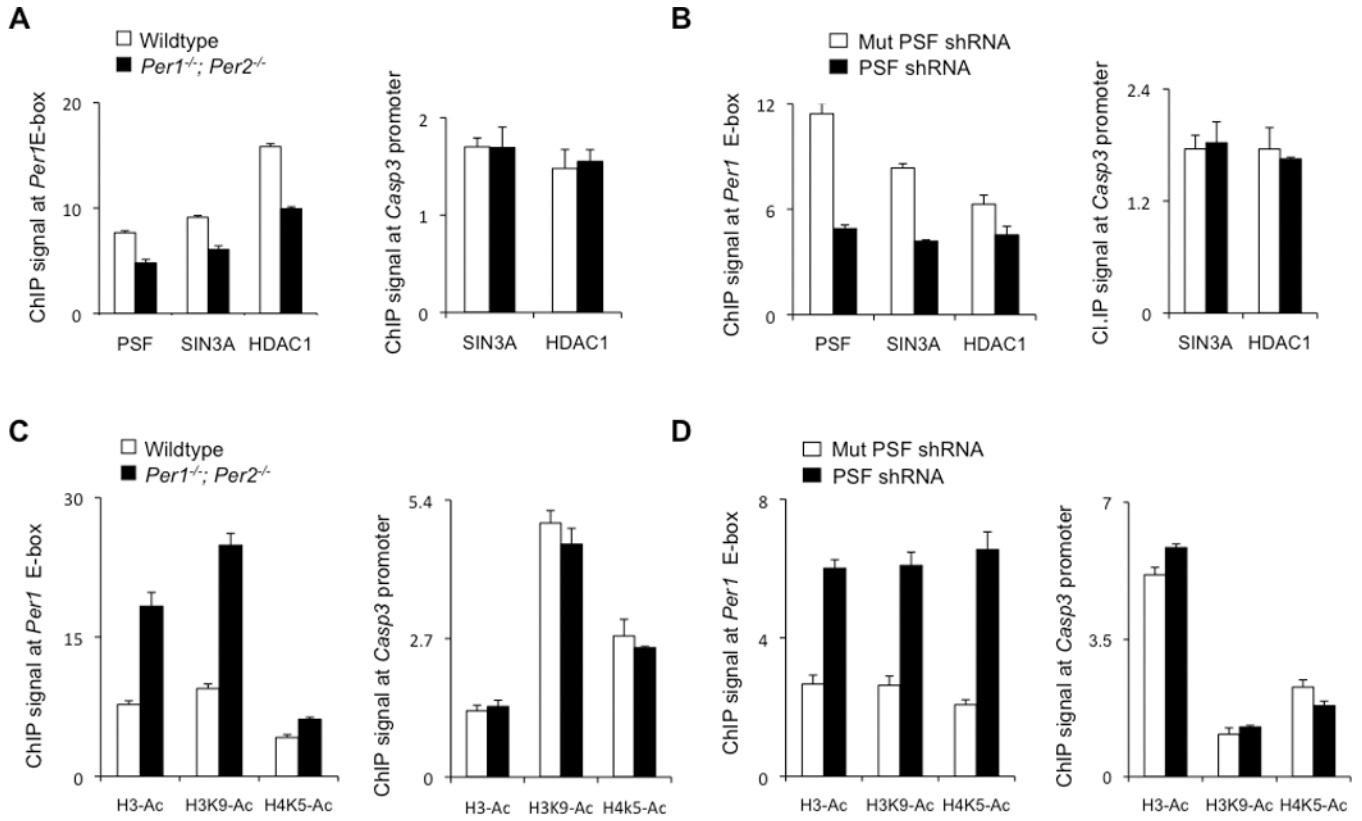 A
Wildtype
Per1-/-; Per2-/-
ChIP signal at Per1E-box
20
10
0
PSF SIN3A HDAC1
ChIP signal at Casp3 promoter
2
1
0
SIN3A HDAC1
B
Mut PSF shRNA
PSF shRNA
ChIP signal at Per1 E-box
12
6
0
PSF SIN3A HDAC1
CI.IP signal at Casp3 promoter
2.4
1.2
0
SIN3A HDAC1
C
Wildtype
Per1-/-; Per2-/-
ChIP signal at Per1 E-box
30
15
0
H3-Ac H3K9-Ac H4K5-Ac
ChIP signal at Casp3 promoter
5.4
2.7
0
H3-Ac H3K9-Ac H4k5-Ac
D
Mut PSF shRNA
PSF shRNA
ChIP signal at Per1 E-box
8
4
0
H3-Ac H3K9-Ac H4K5-Ac
ChIP signal at Casp3 promoter
7
3.5
0
H3-Ac H3K9-Ac H4K5-Ac